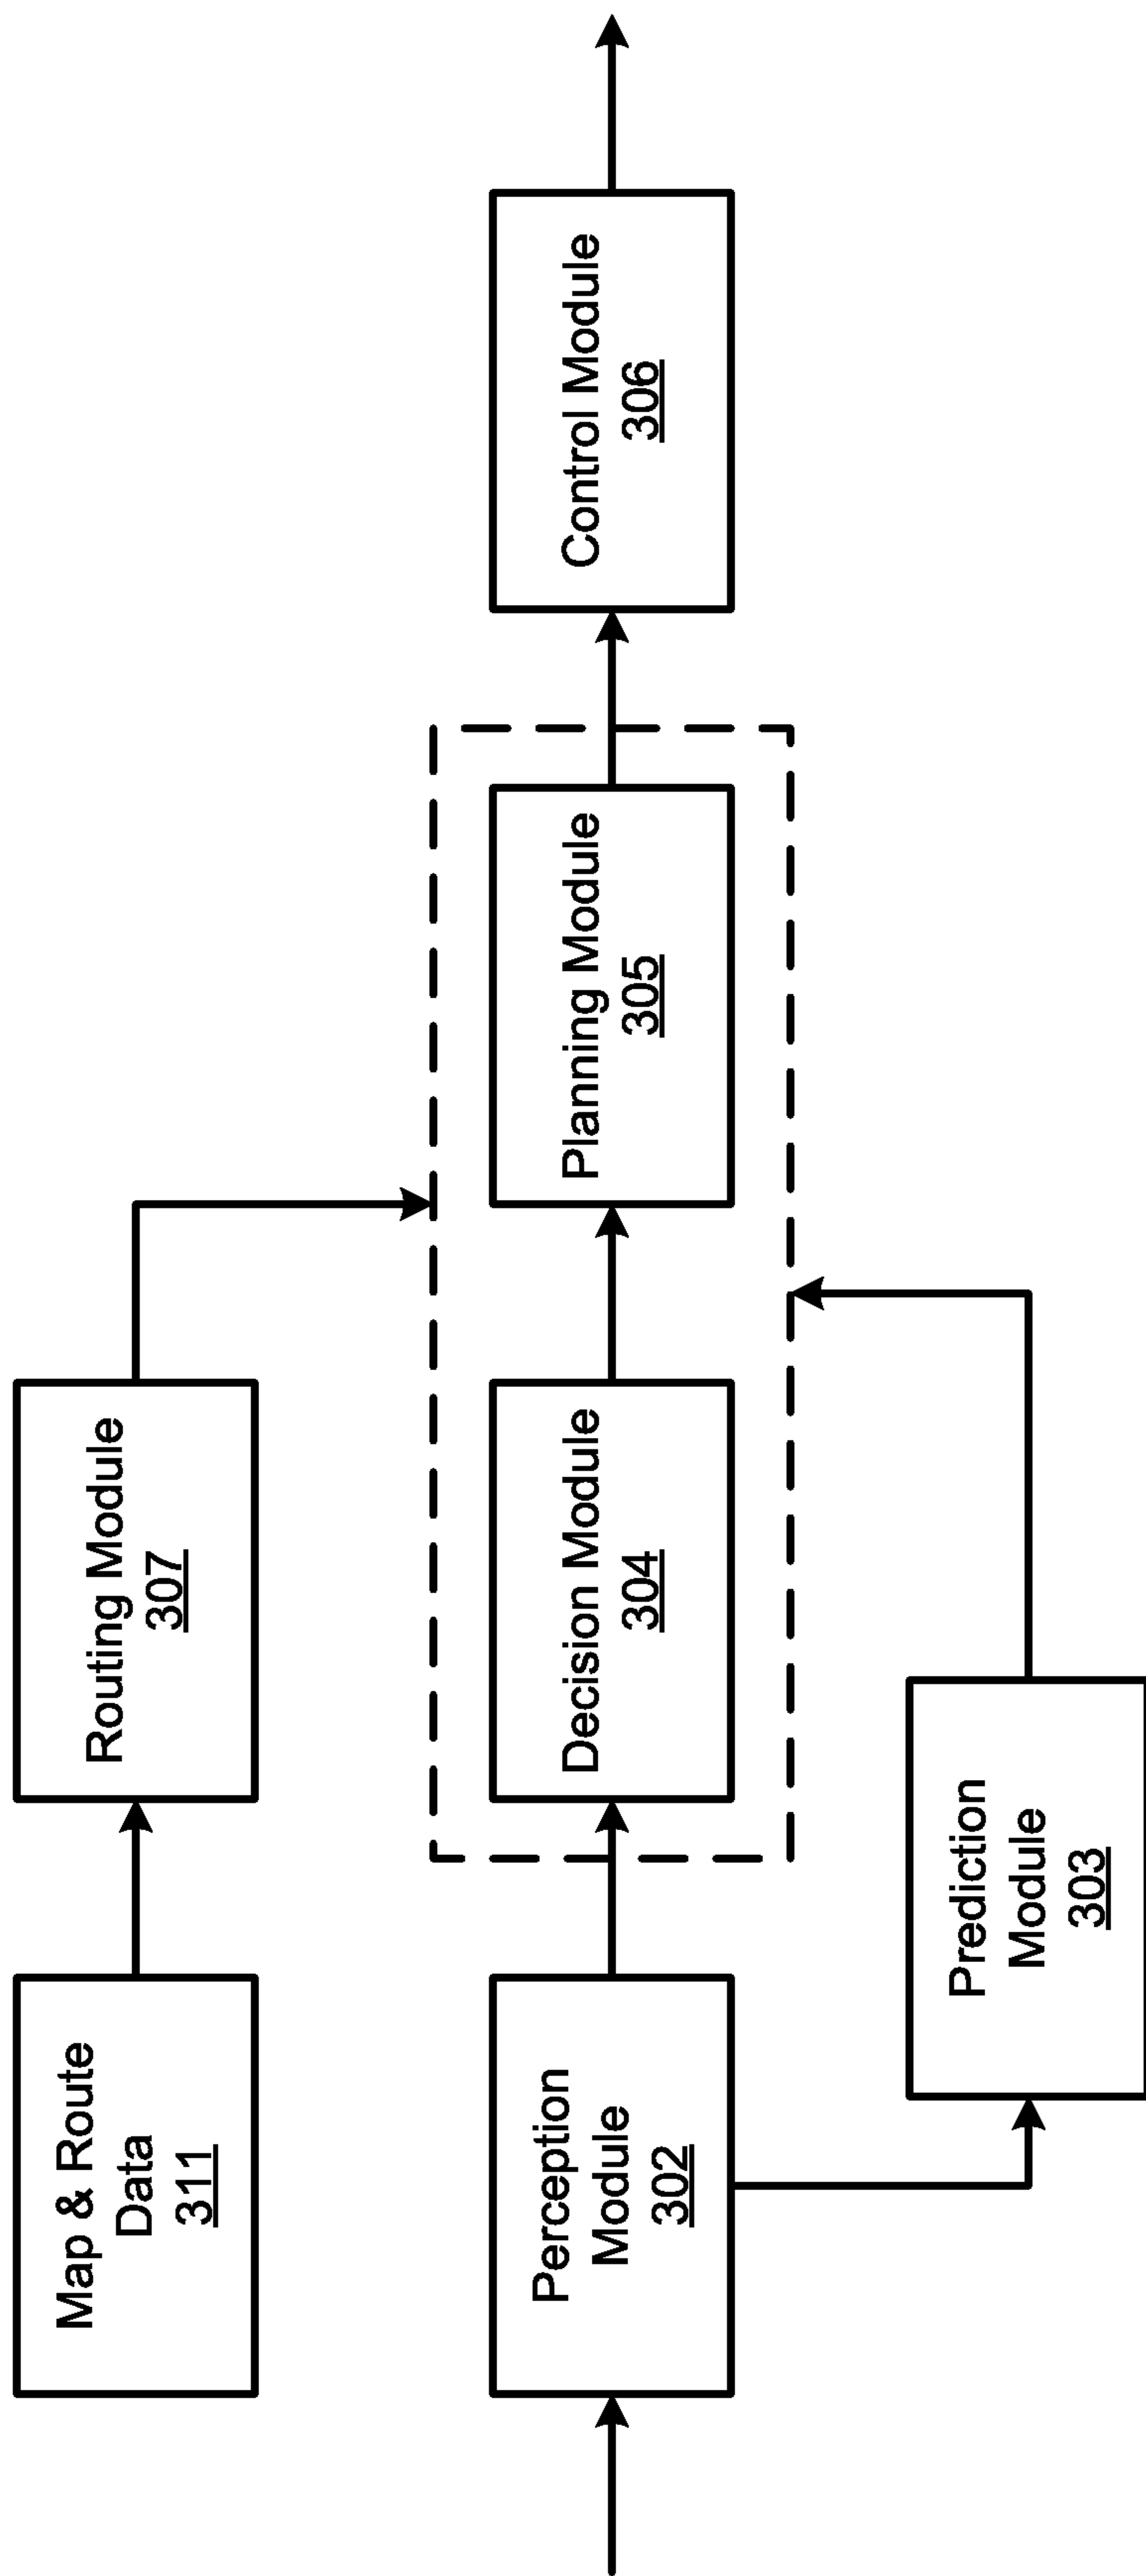 Map & Route
Data
311
Routing Module
307
Perception
Module
302
Decision Module
304
Planning Module
305
Control Module
306
Prediction
Module
303